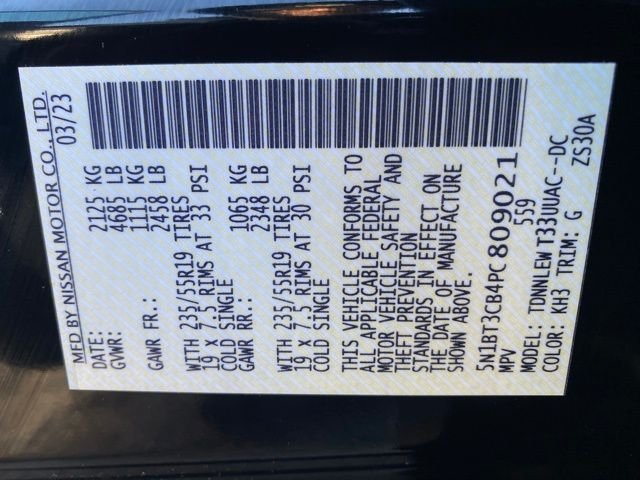 MFD BY NISSAN MOTOR CO., LTD.
DATE: 03/23
GVWR: 2125 KG
4685 LB
GAWR FR.: 1115 KG
2458 LB
WITH 235/55R19 TIRES
19 X 7.5 RIMS AT 33 PSI
COLD SINGLE
GAWR RR.: 1065 KG
2348 LB
WITH 235/55R19 TIRES
19 X 7.5 RIMS AT 30 PSI
COLD SINGLE
THIS VEHICLE CONFORMS TO
ALL APPLICABLE FEDERAL
MOTOR VEHICLE SAFETY AND
THEFT PREVENTION
STANDARDS IN EFFECT ON
THE DATE OF MANUFACTURE
SHOWN ABOVE.
5N1BT3CB4PC809021
MPV 559
TDNNLEW T33UUAC--DC
COLOR: KH3 TRIM: G ZS30A